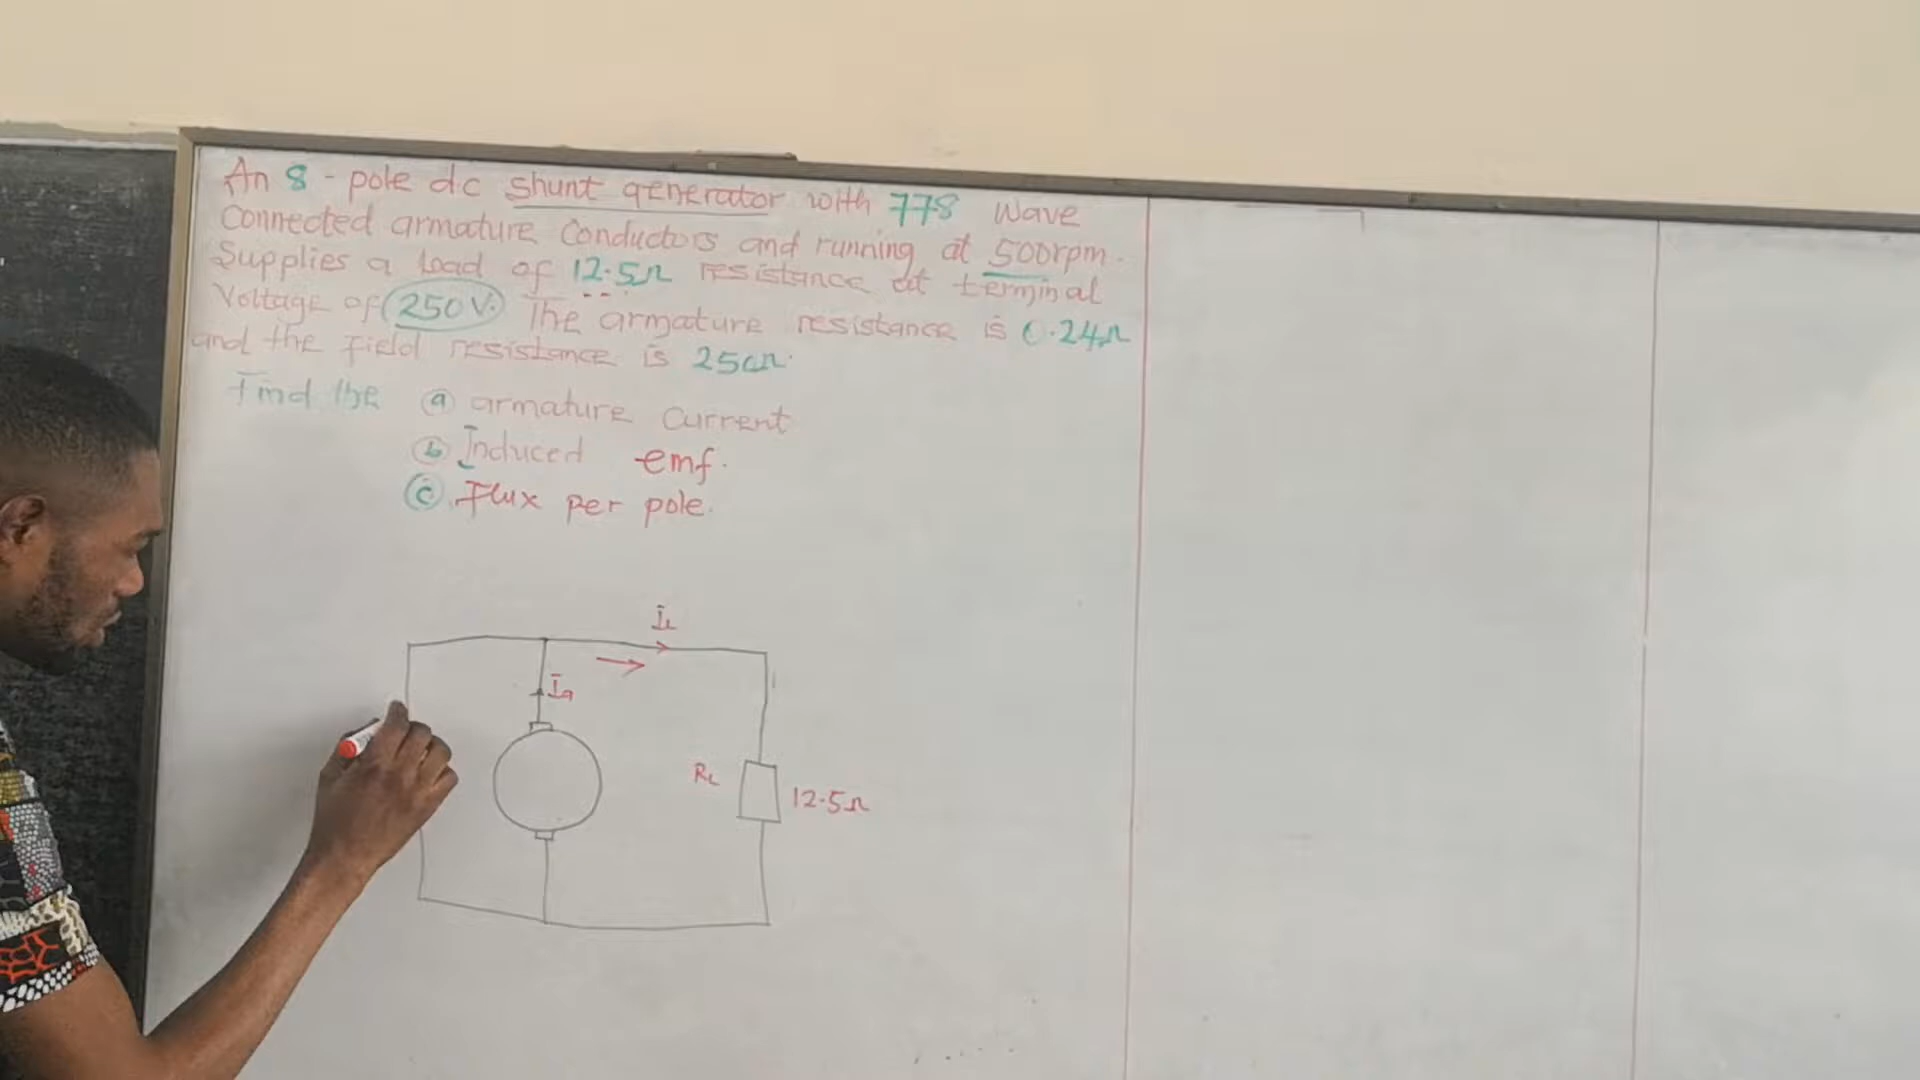 An 8 - pole d.c shunt generator with 778 wave
Connected armature Conductors and running at 500rpm.
Supplies a load of 12.5Ω resistance at terminal
Voltage of 250V. The armature resistance is 0.24Ω
and the field resistance is 250Ω.
Find the (a) armature Current
(b) Induced emf.
(c) Flux per pole.
IL
Ia
RL 12.5Ω